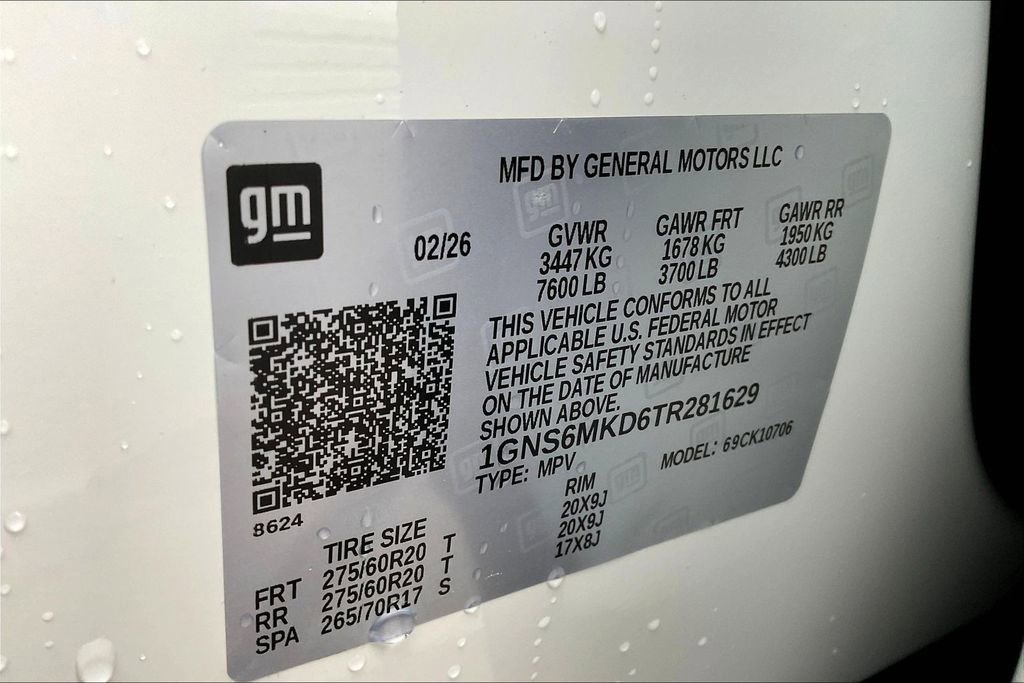 gm
MFD BY GENERAL MOTORS LLC
02/26
GVWR GAWR FRT GAWR RR
3447 KG 1678 KG 1950 KG
7600 LB 3700 LB 4300 LB
THIS VEHICLE CONFORMS TO ALL
APPLICABLE U.S. FEDERAL MOTOR
VEHICLE SAFETY STANDARDS IN EFFECT
ON THE DATE OF MANUFACTURE
SHOWN ABOVE.
1GNS6MKD6TR281629
TYPE: MPV MODEL: 69CK10706
8624
TIRE SIZE RIM
FRT 275/60R20 T 20X9J
RR 275/60R20 T 20X9J
SPA 265/70R17 S 17X8J